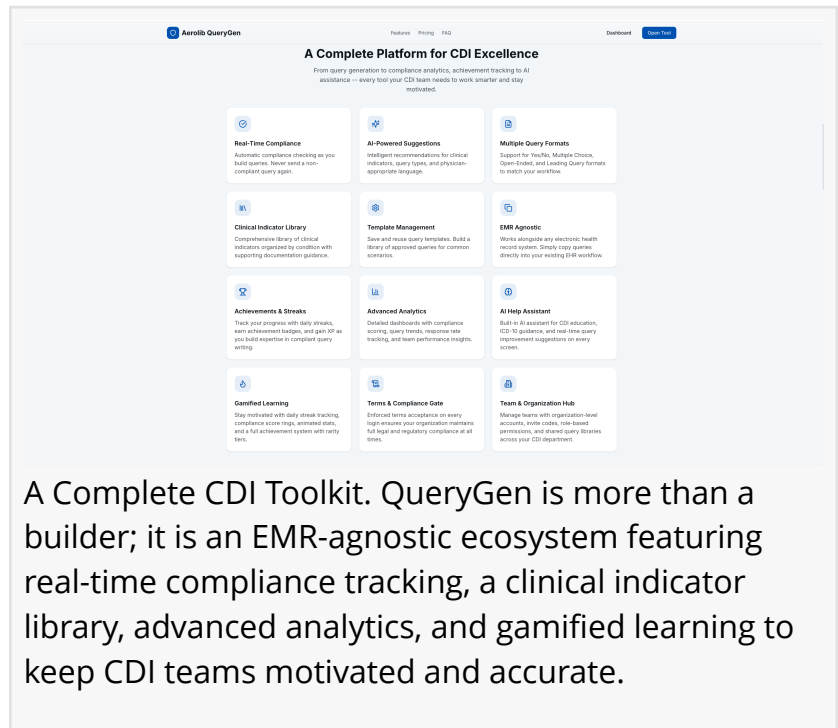 Aerolib QueryGen
Features Pricing FAQ
Dashboard
Open Tool
A Complete Platform for CDI Excellence
From query generation to compliance analytics, achievement tracking to AI
assistance -- every tool your CDI team needs to work smarter and stay
motivated.
Real-Time Compliance
Automatic compliance checking as you
build queries. Never send a non-
compliant query again.
AI-Powered Suggestions
Intelligent recommendations for clinical
indicators, query types, and physician-
appropriate language.
Multiple Query Formats
Support for Yes/No, Multiple Choice,
Open-Ended, and Leading Query formats
to match your workflow.
Clinical Indicator Library
Comprehensive library of clinical
indicators organized by condition with
supporting documentation guidance.
Template Management
Save and reuse query templates. Build a
library of approved queries for common
scenarios.
EMR Agnostic
Works alongside any electronic health
record system. Simply copy queries
directly into your existing EHR workflow.
Achievements & Streaks
Track your progress with daily streaks,
earn achievement badges, and gain XP as
you build expertise in compliant query
writing.
Advanced Analytics
Detailed dashboards with compliance
scoring, query trends, response rate
tracking, and team performance insights.
AI Help Assistant
Built-in AI assistant for CDI education,
ICD-10 guidance, and real-time query
improvement suggestions on every
screen.
Gamified Learning
Stay motivated with daily streak tracking,
compliance score rings, animated stats,
and a full achievement system with rarity
tiers.
Terms & Compliance Gate
Enforced terms acceptance on every
login ensures your organization maintains
full legal and regulatory compliance at all
times.
Team & Organization Hub
Manage teams with organization-level
accounts, invite codes, role-based
permissions, and shared query libraries
across your CDI department.
A Complete CDI Toolkit. QueryGen is more than a
builder; it is an EMR-agnostic ecosystem featuring
real-time compliance tracking, a clinical indicator
library, advanced analytics, and gamified learning to
keep CDI teams motivated and accurate.